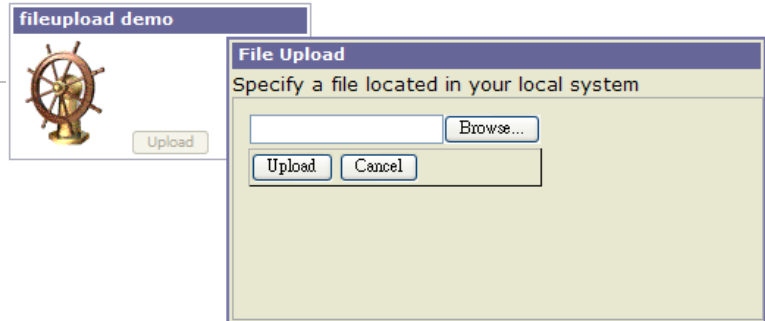 fileupload demo
Upload
File Upload
Specify a file located in your local system
Browse...
Upload Cancel